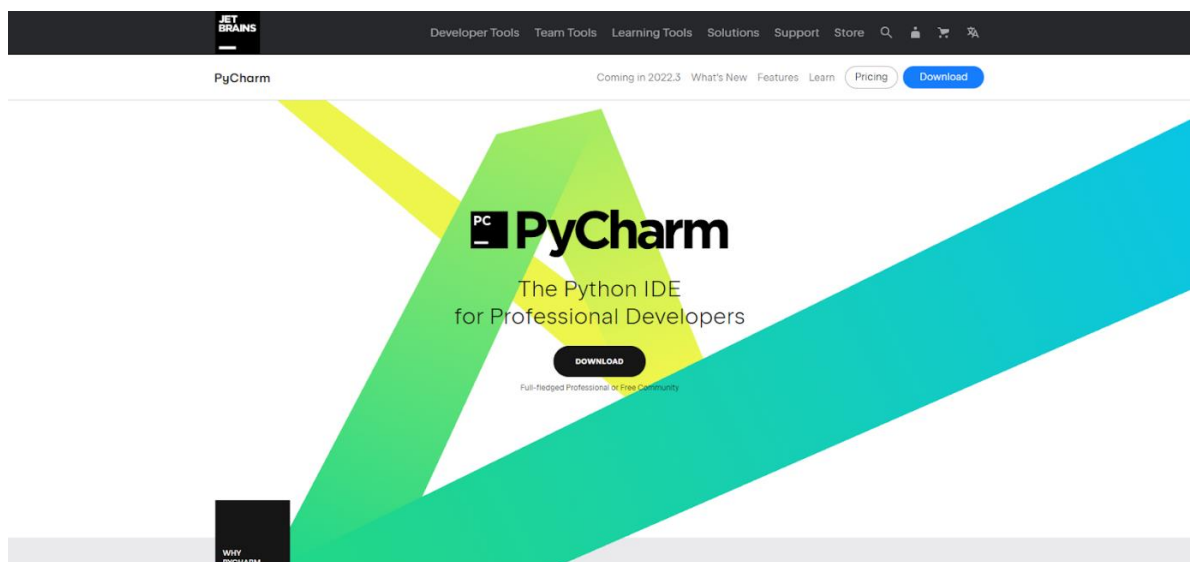 JET
BRAINS
Developer Tools Team Tools Learning Tools Solutions Support Store
PyCharm
Coming in 2022.3 What's New Features Learn Pricing Download
PC PyCharm
The Python IDE
for Professional Developers
DOWNLOAD
Full-fledged Professional or Free Community
WHY
PYCHARM